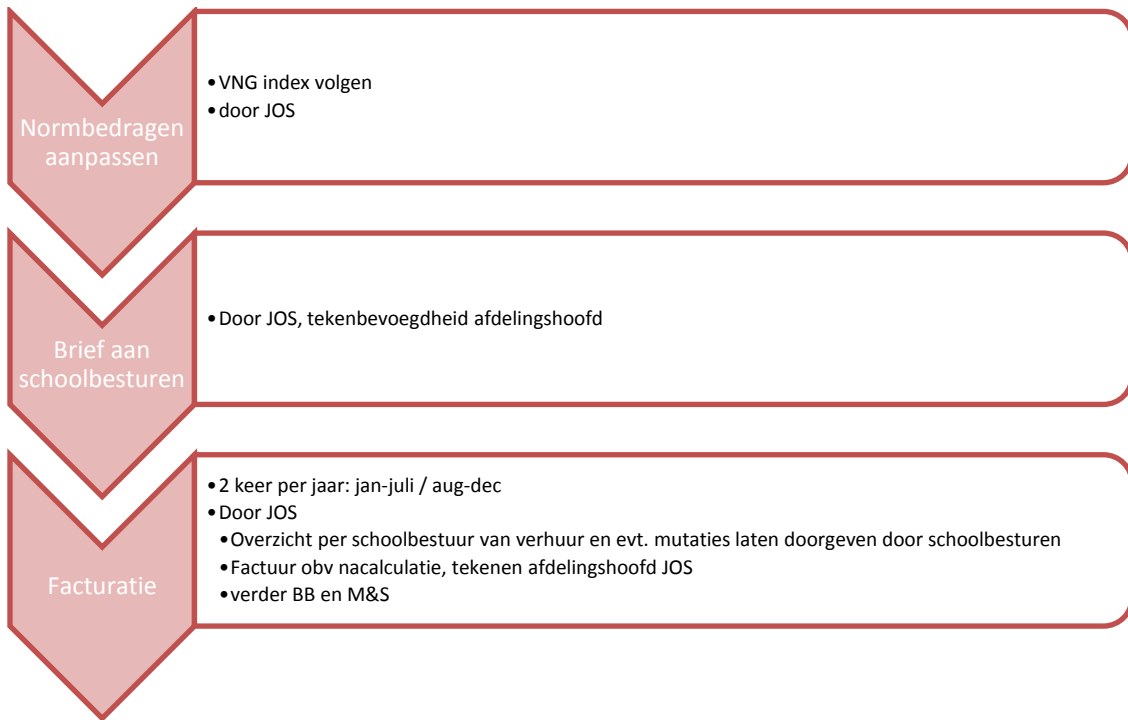 Normbedragen
aanpassen
•VNG index volgen
•door JOS
Brief aan
schoolbesturen
•Door JOS, tekenbevoegdheid afdelingshoofd
Facturatie
•2 keer per jaar: jan-juli / aug-dec
•Door JOS
•Overzicht per schoolbestuur van verhuur en evt. mutaties laten doorgeven door schoolbesturen
•Factuur obv nacalculatie, tekenen afdelingshoofd JOS
•verder BB en M&S